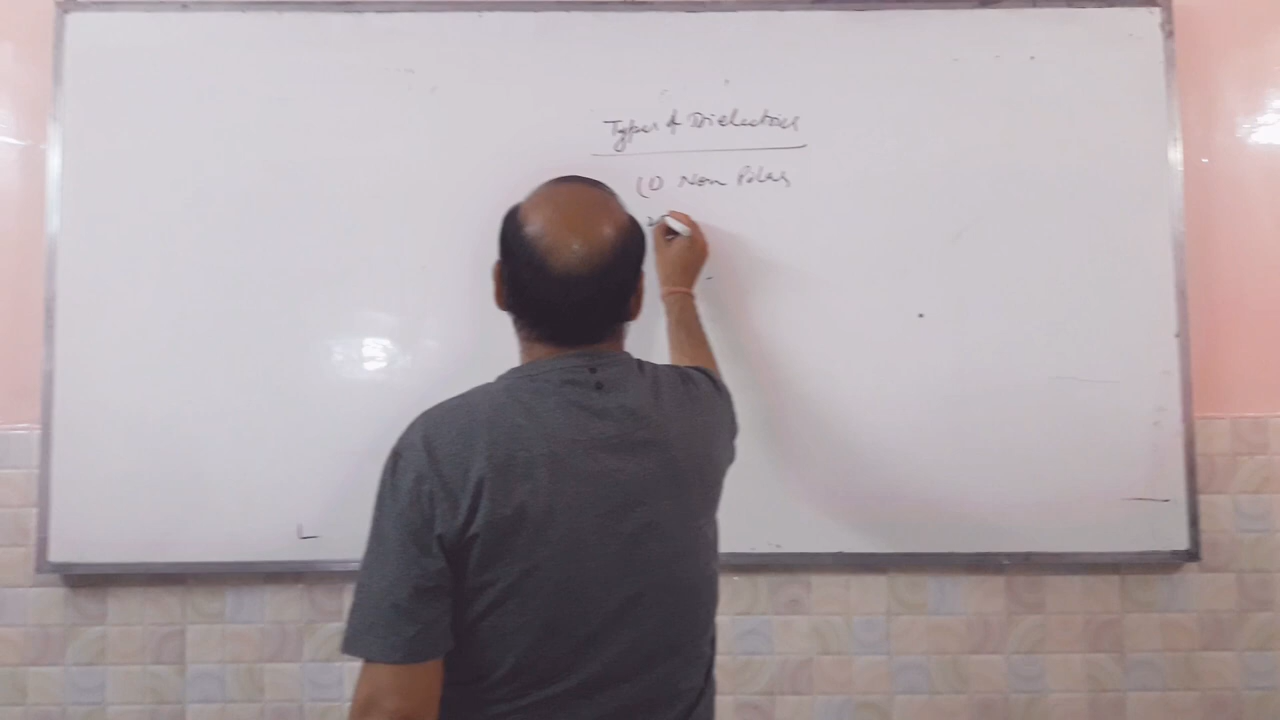 Types of Dielectrics
(1) Non Polar